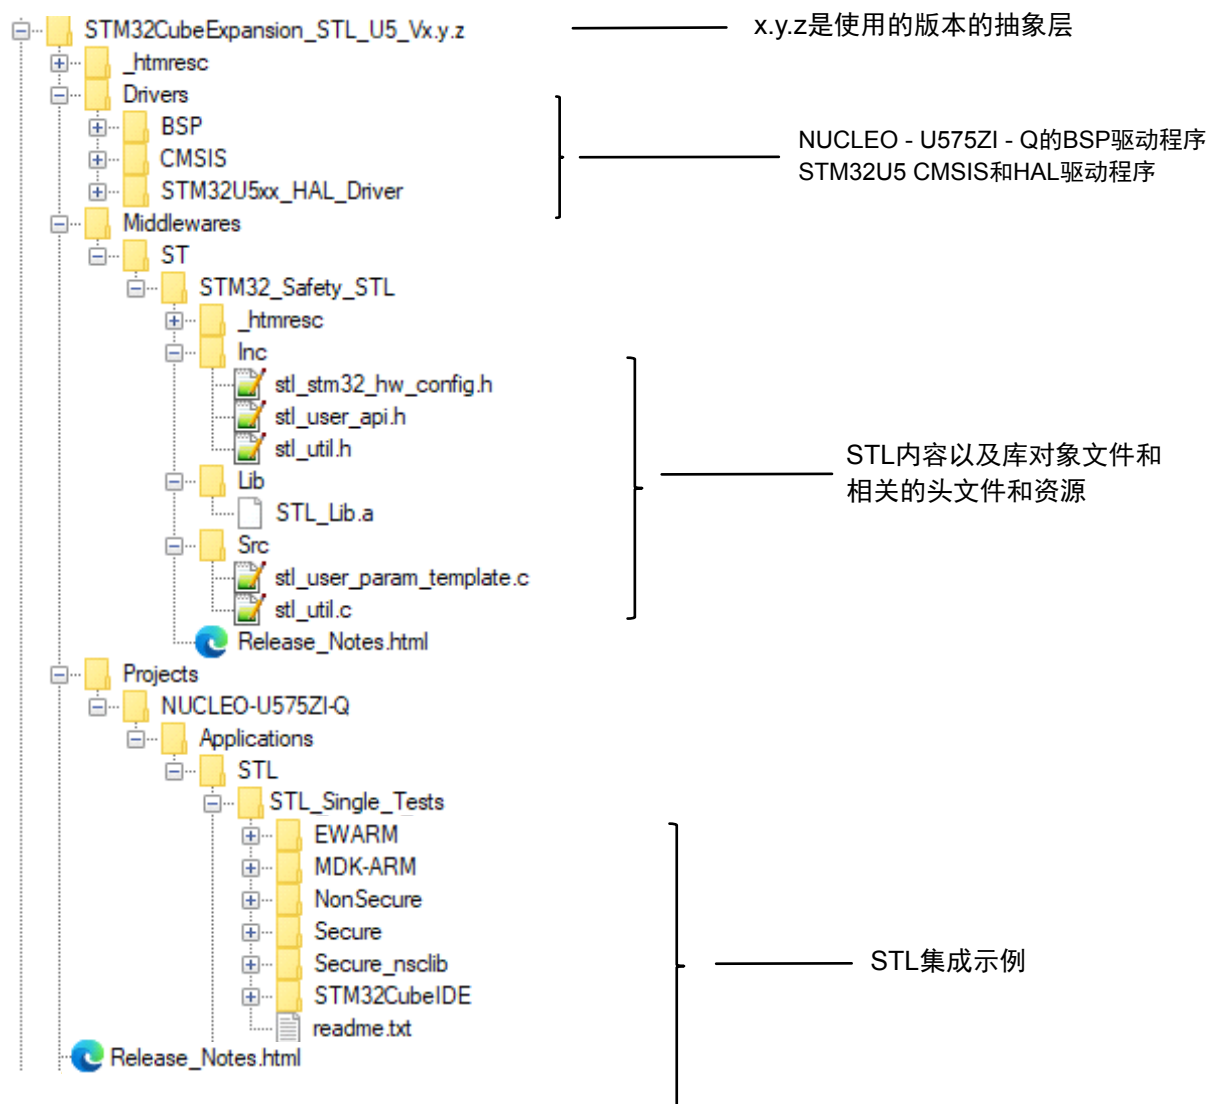 STM32CubeExpansion_STL_U5_Vx.y.z
x.y.z是使用的版本的抽象层
_htmresc
Drivers
BSP
CMSIS
STM32U5xx_HAL_Driver
NUCLEO - U575ZI - Q的BSP驱动程序
STM32U5 CMSIS和HAL驱动程序
Middlewares
ST
STM32_Safety_STL
_htmresc
Inc
stl_stm32_hw_config.h
stl_user_api.h
stl_util.h
Lib
STL_Lib.a
Src
stl_user_param_template.c
stl_util.c
Release_Notes.html
STL内容以及库对象文件和
相关的头文件和资源
Projects
NUCLEO-U575ZI-Q
Applications
STL
STL_Single_Tests
EWARM
MDK-ARM
NonSecure
Secure
Secure_nsclib
STM32CubeIDE
readme.txt
STL集成示例
Release_Notes.html